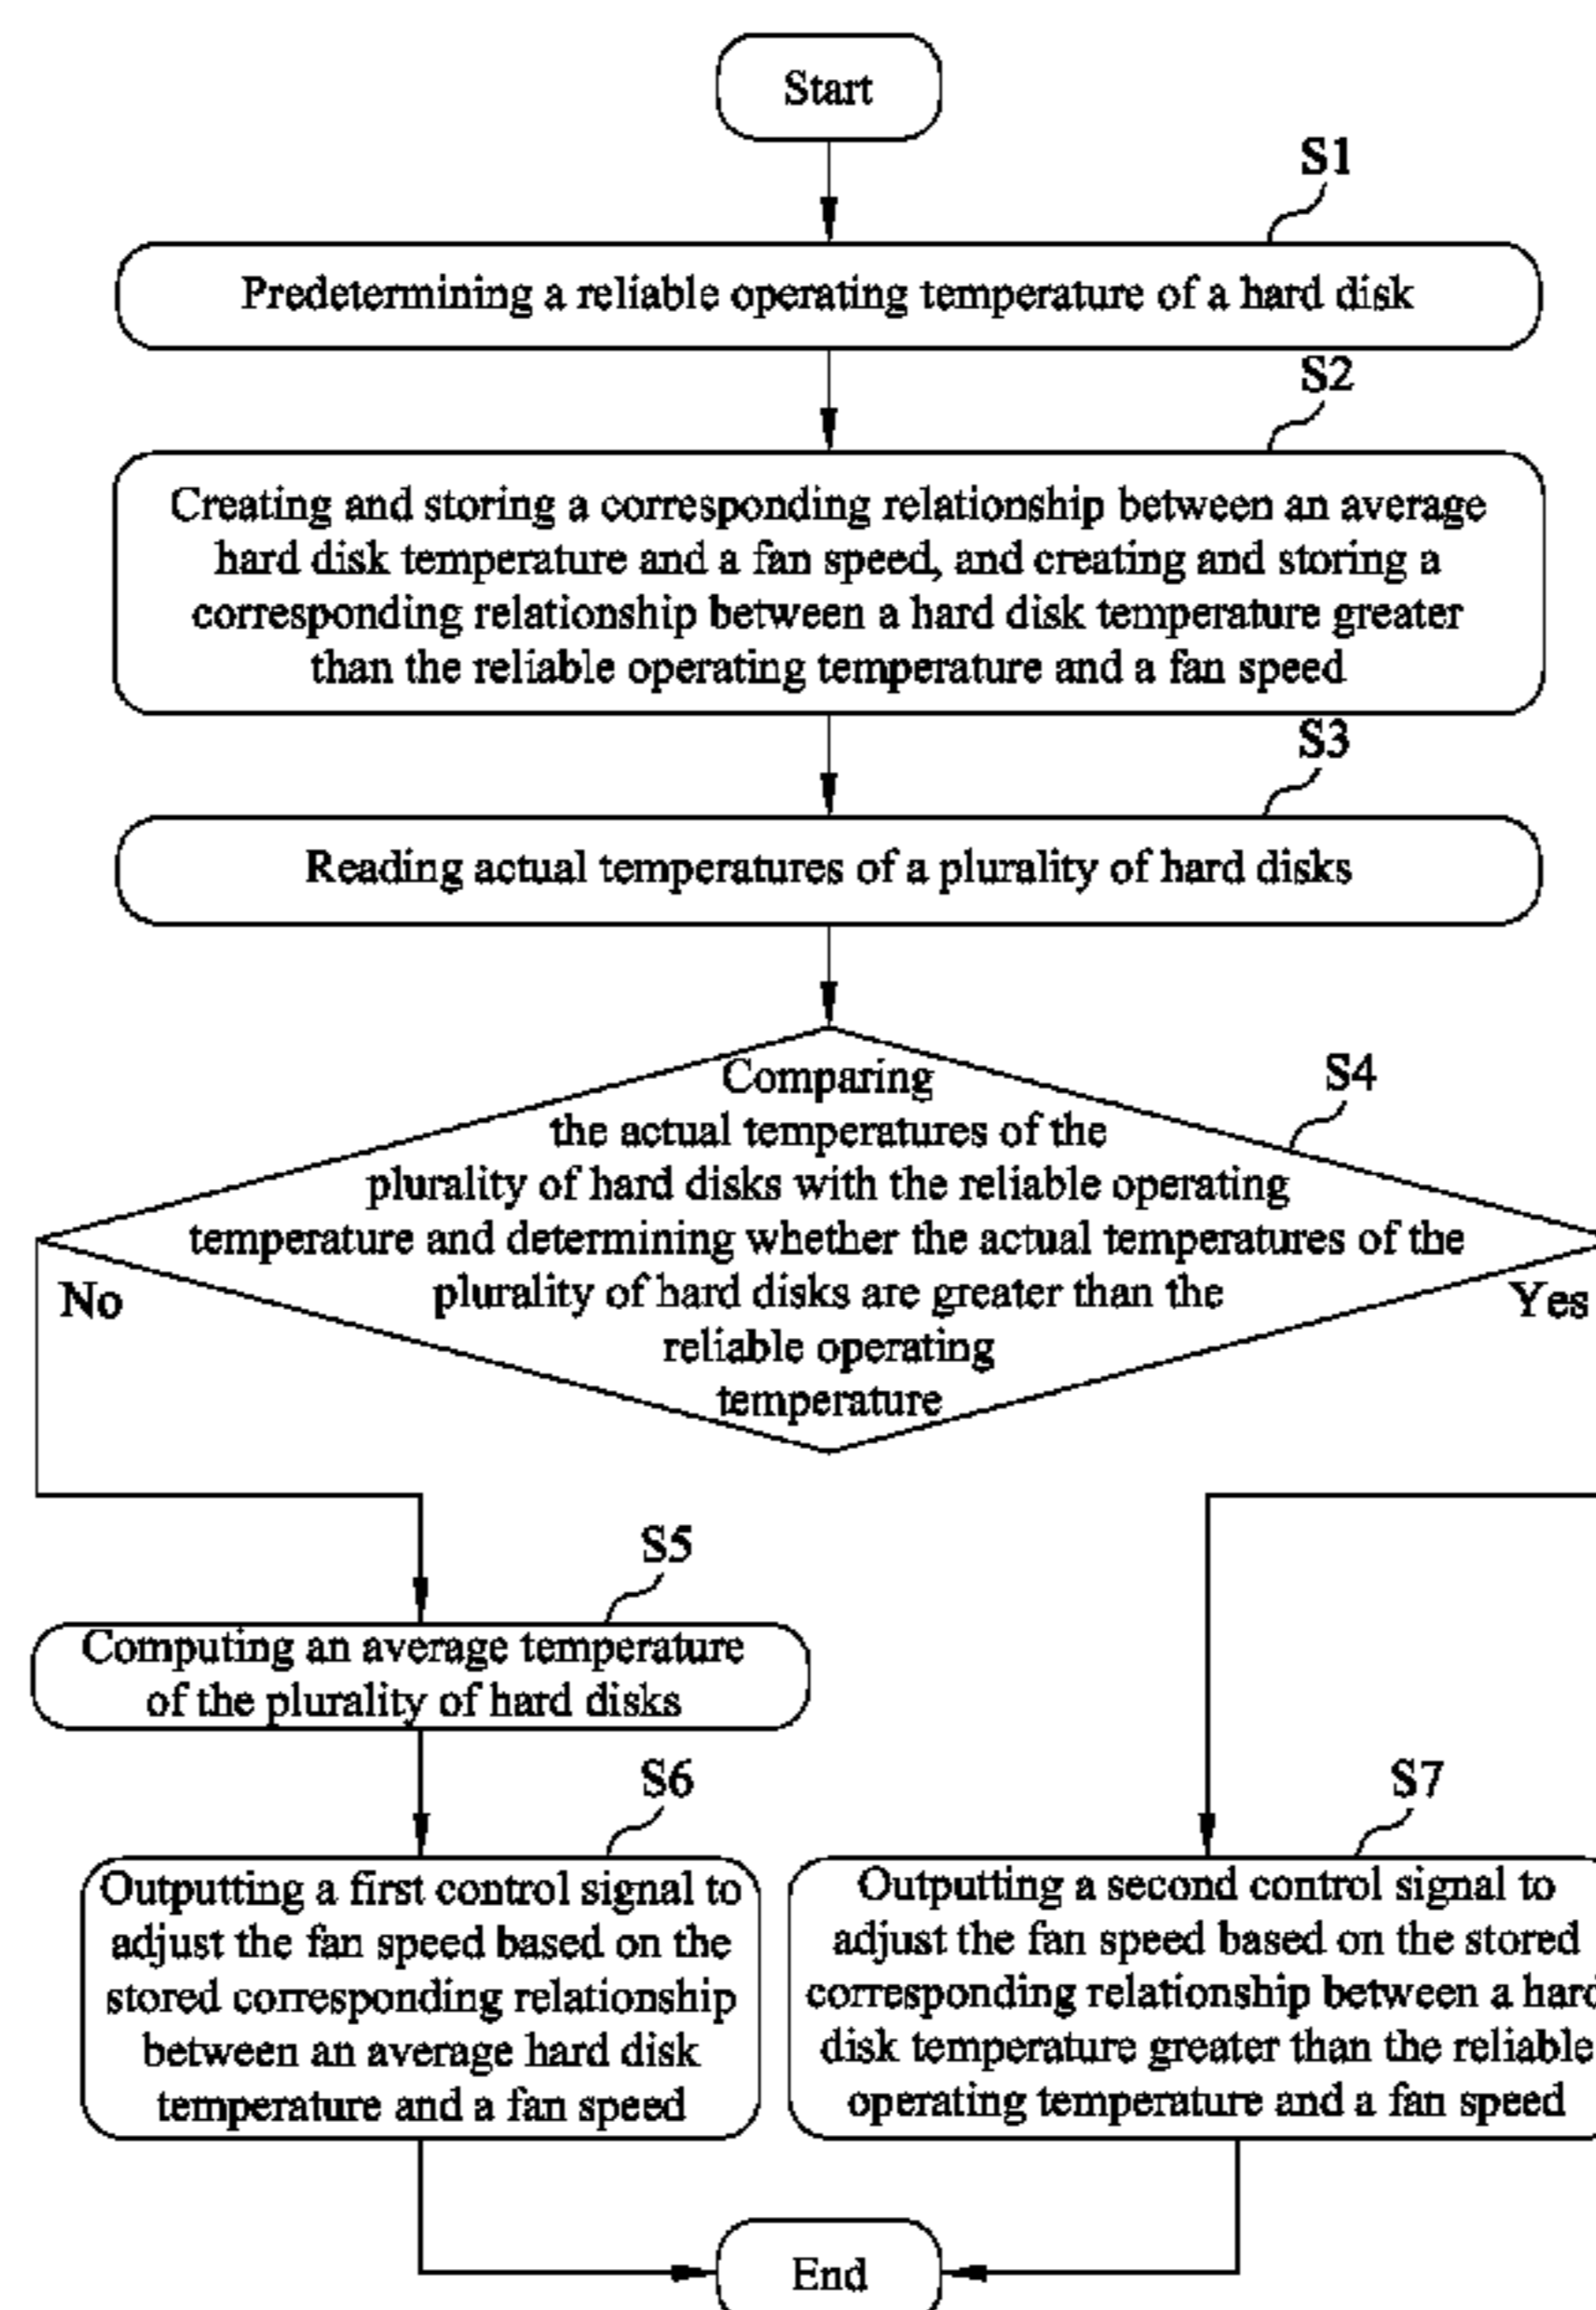 Start
S1
Predetermining a reliable operating temperature of a hard disk
S2
Creating and storing a corresponding relationship between an average
hard disk temperature and a fan speed, and creating and storing a
corresponding relationship between a hard disk temperature greater
than the reliable operating temperature and a fan speed
S3
Reading actual temperatures of a plurality of hard disks
S4
Comparing
the actual temperatures of the
plurality of hard disks with the reliable operating
temperature and determining whether the actual temperatures of the
plurality of hard disks are greater than the
reliable operating
temperature
No
Yes
S5
Computing an average temperature
of the plurality of hard disks
S6
Outputting a first control signal to
adjust the fan speed based on the
stored corresponding relationship
between an average hard disk
temperature and a fan speed
S7
Outputting a second control signal to
adjust the fan speed based on the stored
corresponding relationship between a hard
disk temperature greater than the reliable
operating temperature and a fan speed
End